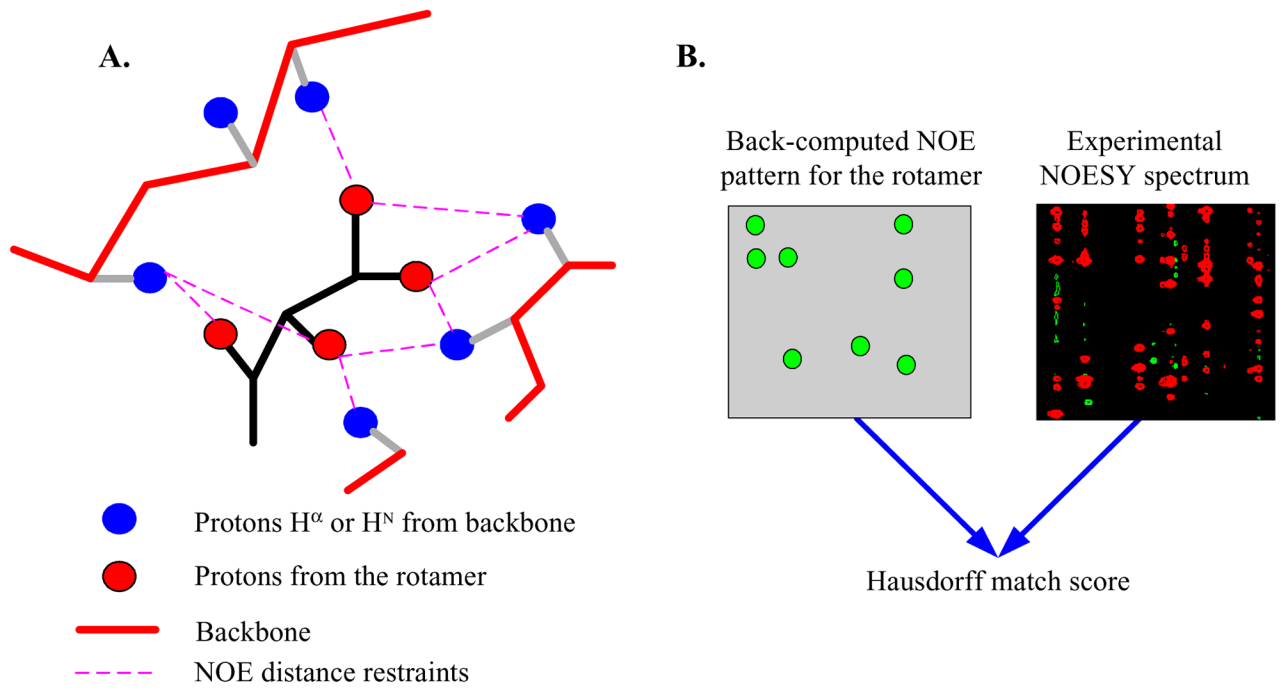 A.
Protons Hᵅ or Hᴺ from backbone
Protons from the rotamer
Backbone
NOE distance restraints
B.
Back-computed NOE
pattern for the rotamer
Experimental
NOESY spectrum
Hausdorff match score